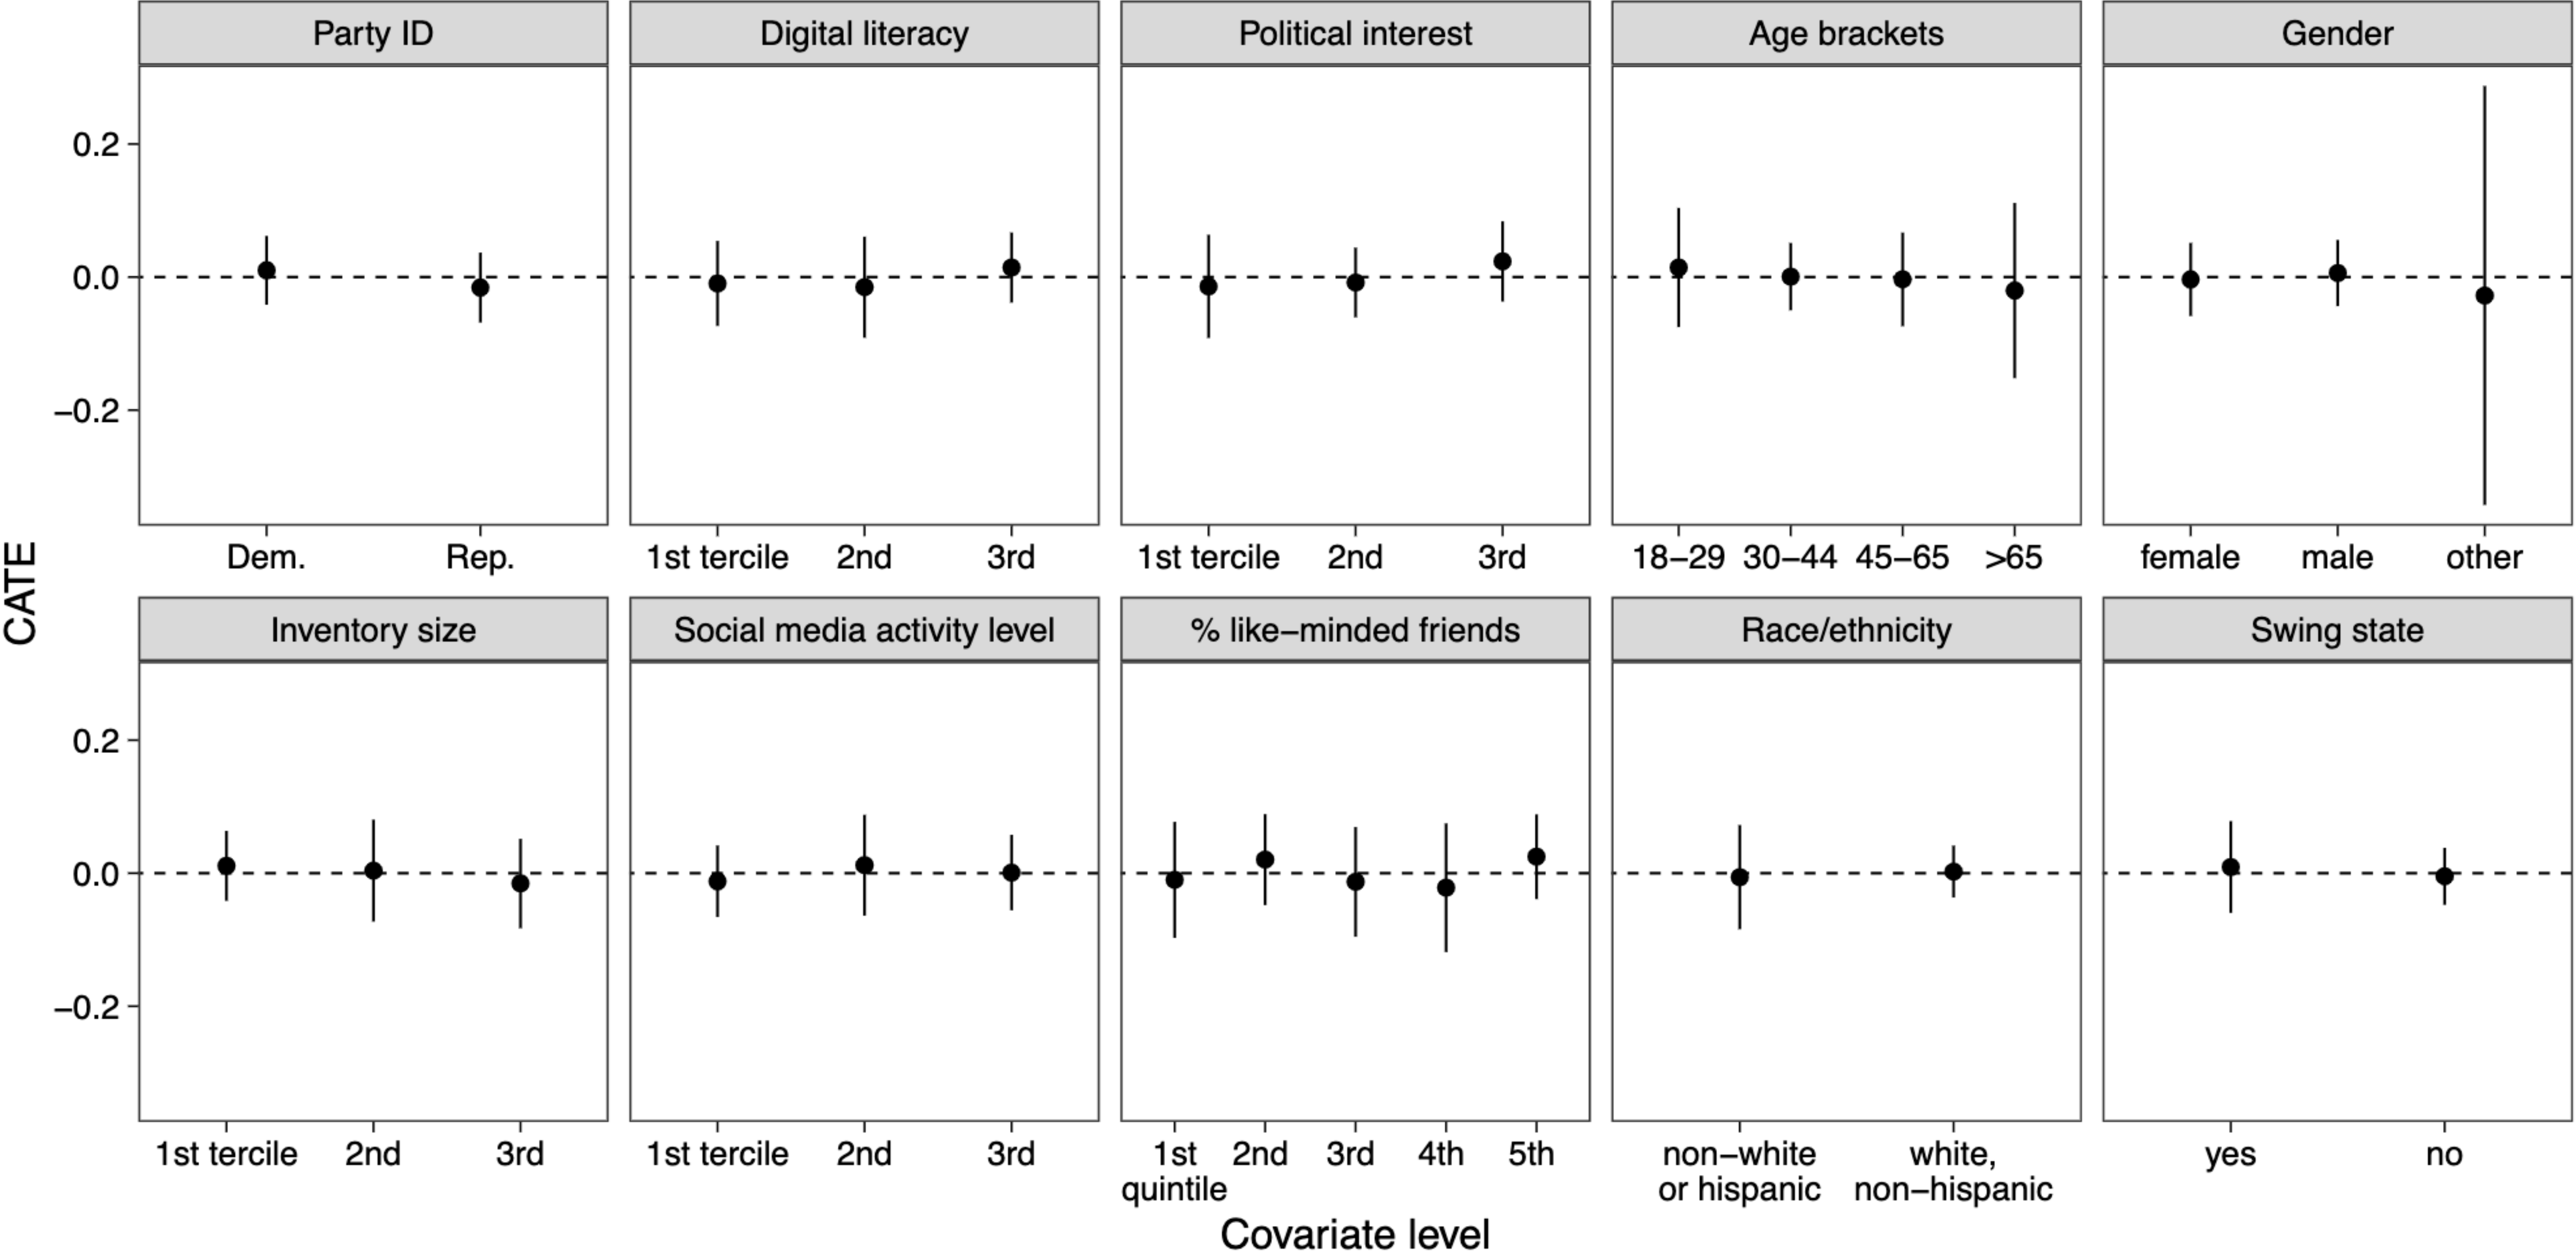 Party ID Digital literacy Political interest Age brackets Gender
0.2
0.0
−0.2
Dem. Rep. 1st tercile 2nd 3rd 1st tercile 2nd 3rd 18−29 30−44 45−65 >65 female male other
CATE
Inventory size Social media activity level % like−minded friends Race/ethnicity Swing state
0.2
0.0
−0.2
1st tercile 2nd 3rd 1st tercile 2nd 3rd 1st 2nd 3rd 4th 5th non−white white, yes no
quintile or hispanic non−hispanic
Covariate level